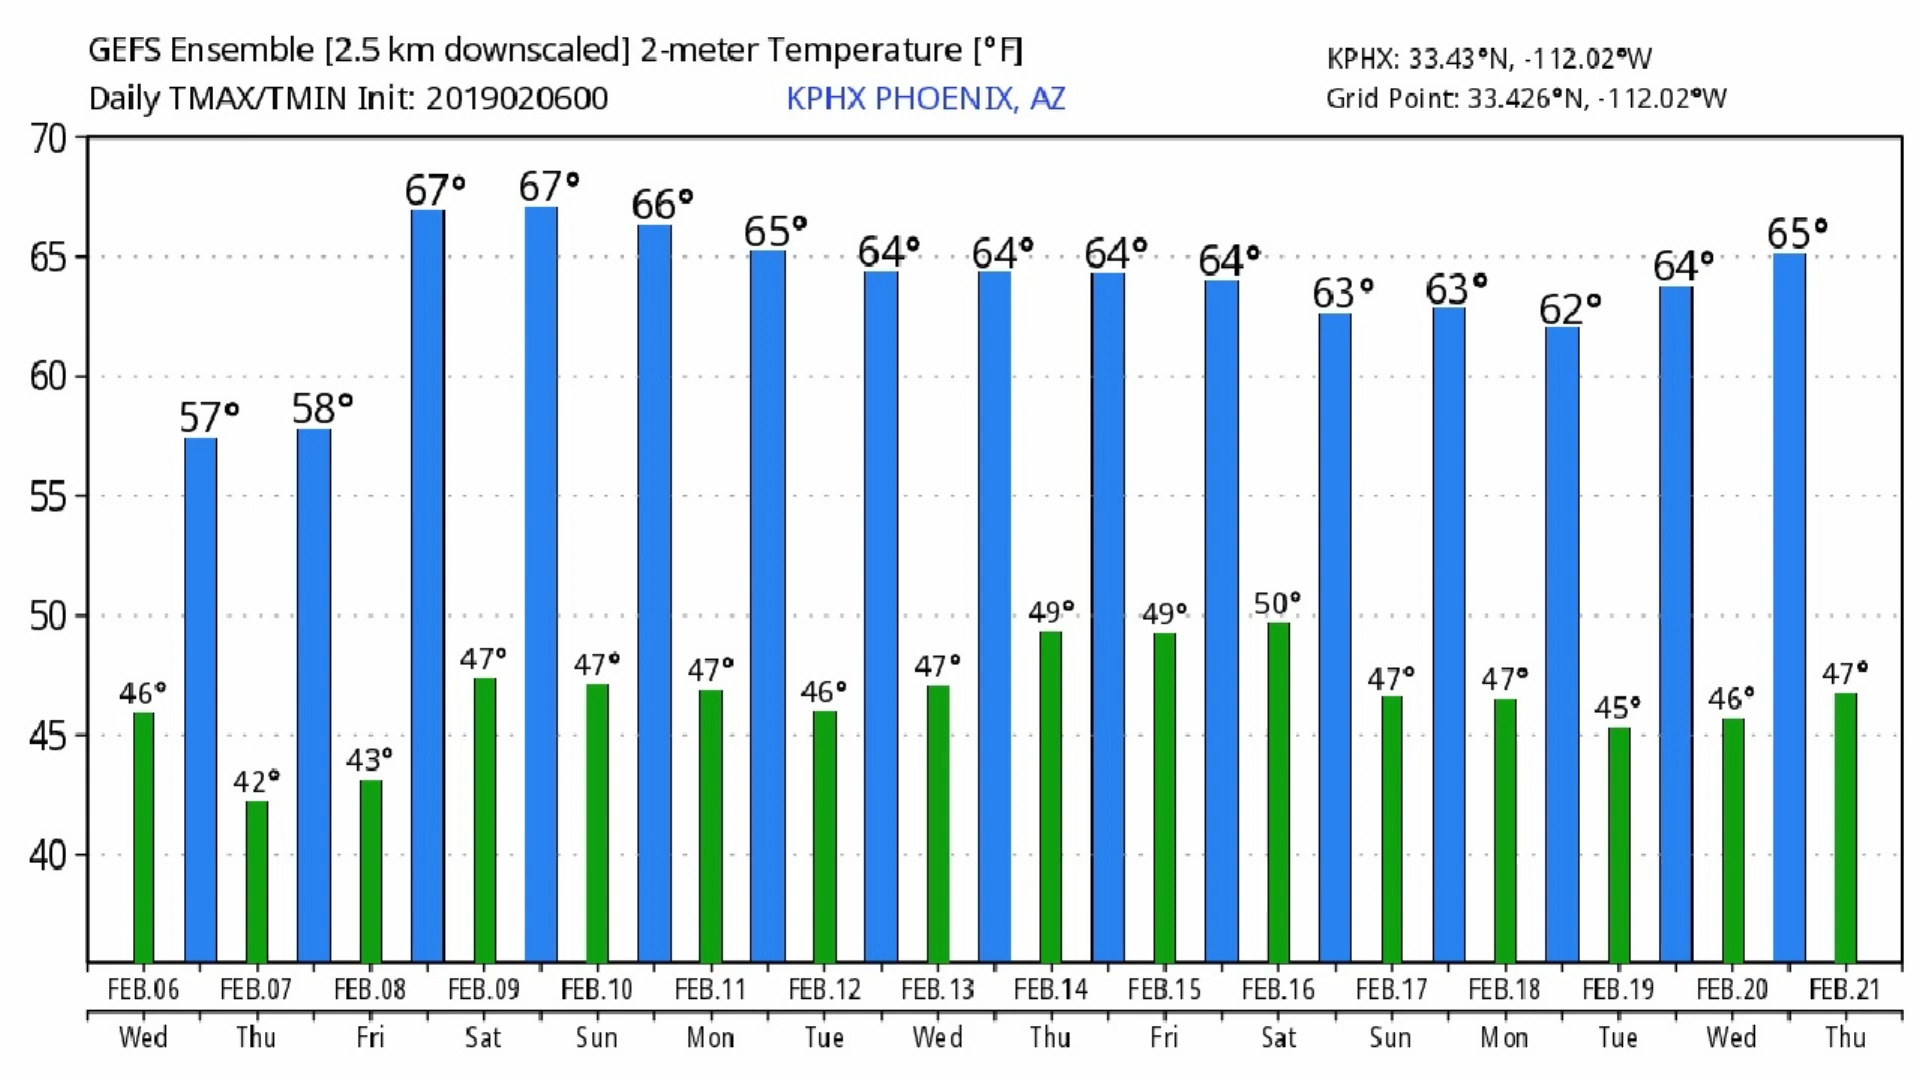 GEFS Ensemble [2.5 km downscaled] 2-meter Temperature [°F]
KPHX: 33.43°N, -112.02°W
Daily TMAX/TMIN Init: 2019020600
KPHX PHOENIX, AZ
Grid Point: 33.426°N, -112.02°W
70
65
60
55
50
45
40
57° 58° 67° 67° 66° 65° 64° 64° 64° 64° 63° 63° 62° 64° 65°
46° 42° 43° 47° 47° 47° 46° 47° 49° 49° 50° 47° 47° 45° 46° 47°
FEB.06 FEB.07 FEB.08 FEB.09 FEB.10 FEB.11 FEB.12 FEB.13 FEB.14 FEB.15 FEB.16 FEB.17 FEB.18 FEB.19 FEB.20 FEB.21
Wed Thu Fri Sat Sun Mon Tue Wed Thu Fri Sat Sun Mon Tue Wed Thu